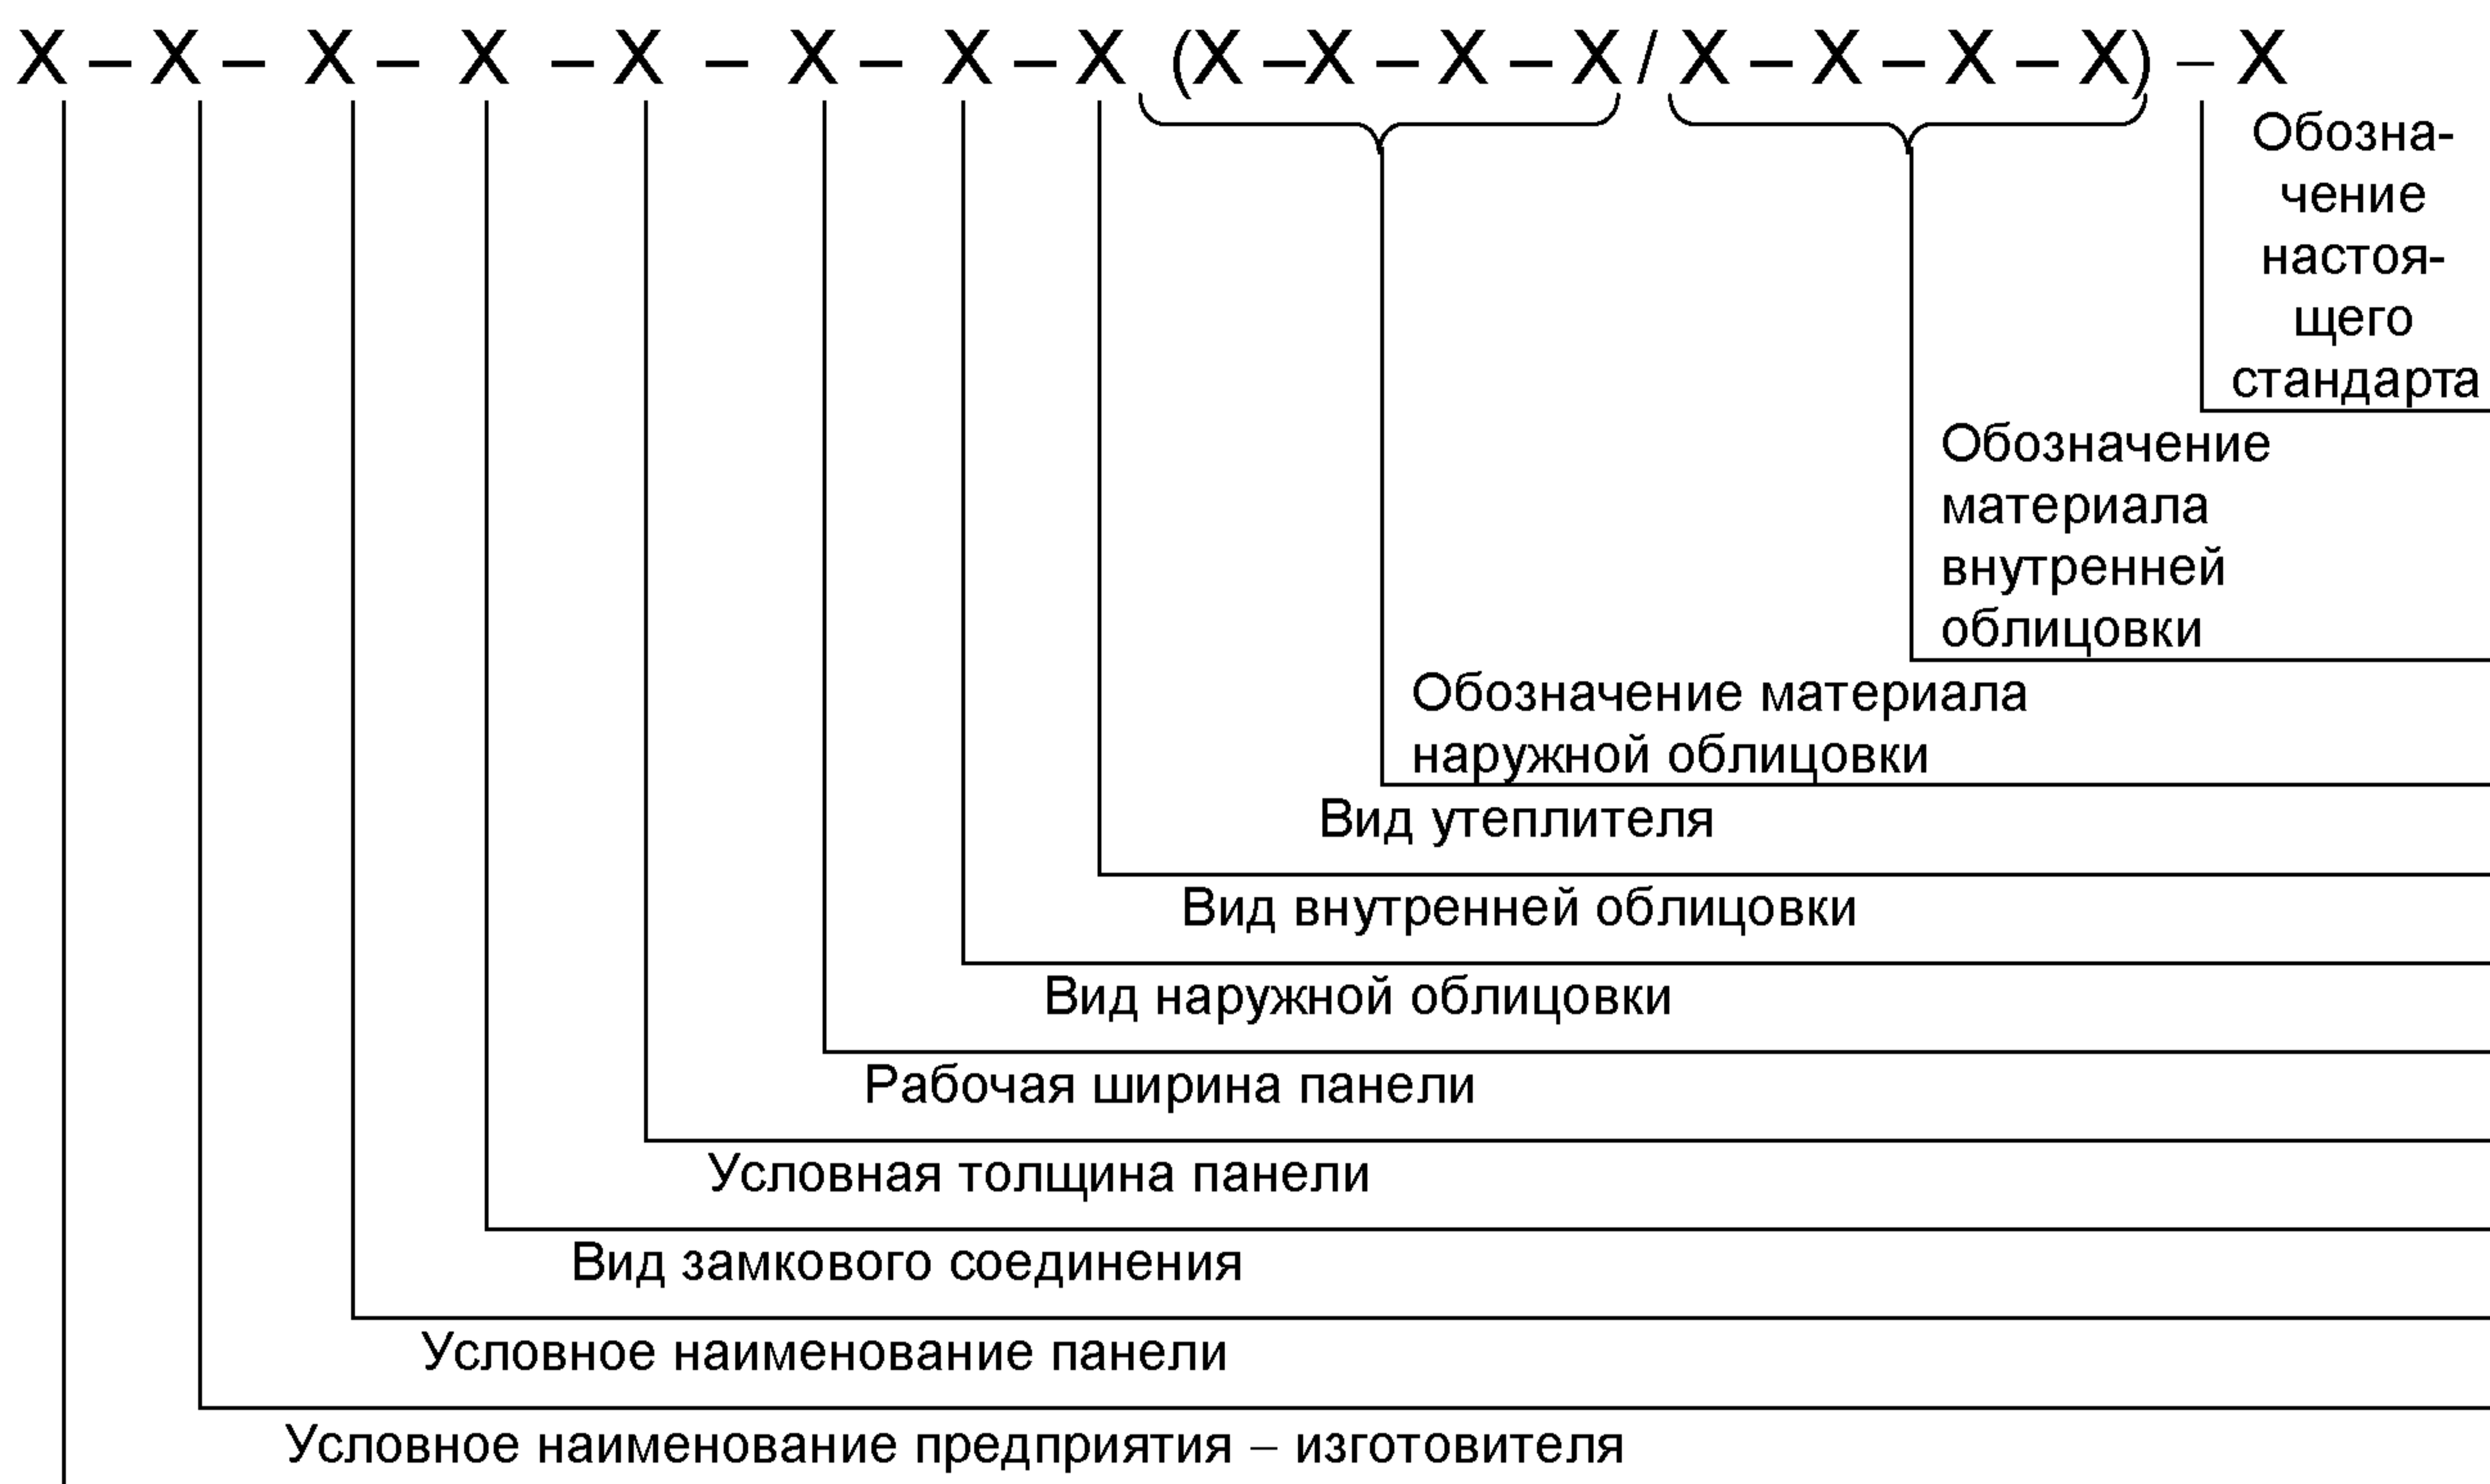 X – X – X – X – X – X – X – X (X – X – X – X / X – X – X – X) – X
Обозна-
чение
настоя-
щего
стандарта
Обозначение
материала
внутренней
облицовки
Обозначение материала
наружной облицовки
Вид утеплителя
Вид внутренней облицовки
Вид наружной облицовки
Рабочая ширина панели
Условная толщина панели
Вид замкового соединения
Условное наименование панели
Условное наименование предприятия – изготовителя